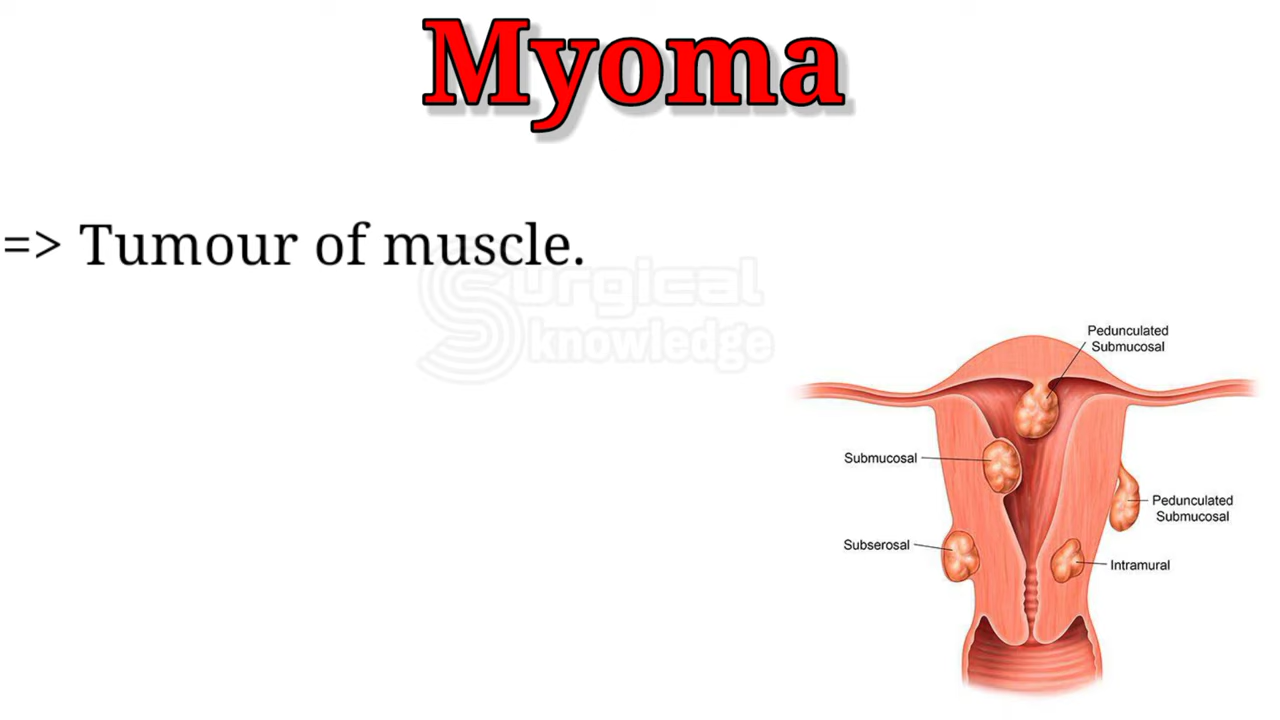 Myoma
=> Tumour of muscle.
Surgical
knowledge
Pedunculated
Submucosal
Submucosal
Pedunculated
Submucosal
Subserosal
Intramural